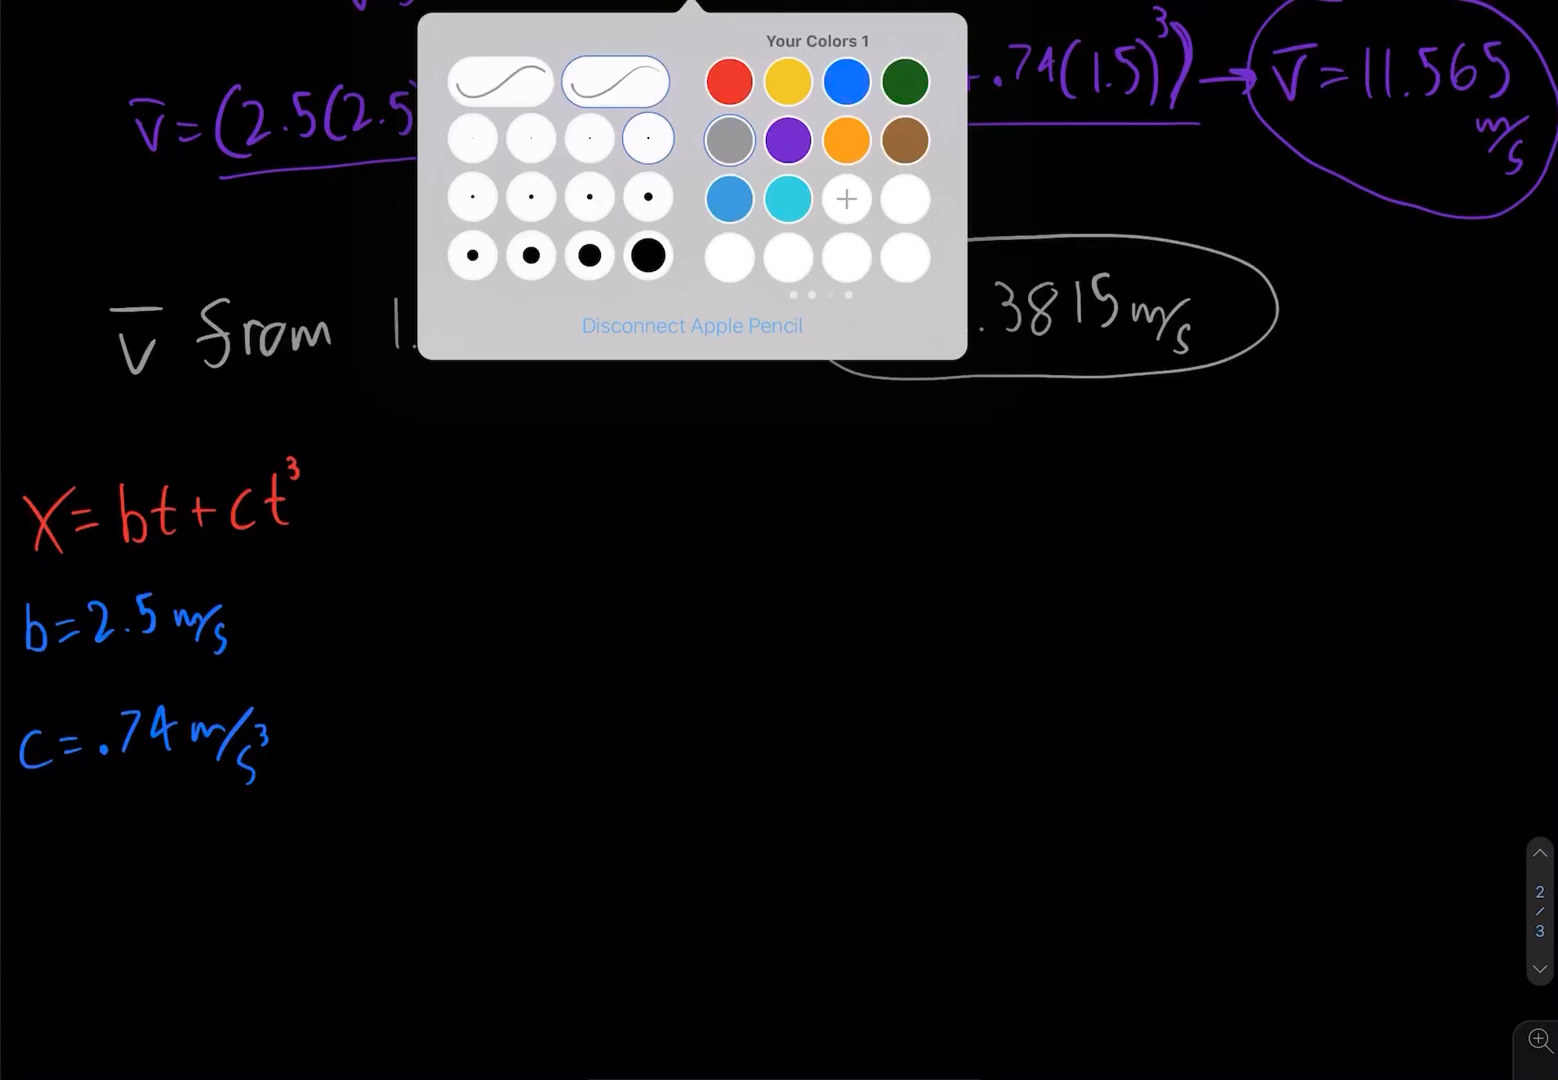 Your Colors 1
v̅ = (2.5(2.5
.74(1.5)³) → v̅ = 11.565 m/s
v̅ from 1.
.3815 m/s
Disconnect Apple Pencil
X = bt + ct³
b = 2.5 m/s
c = .74 m/s³
2
/
3